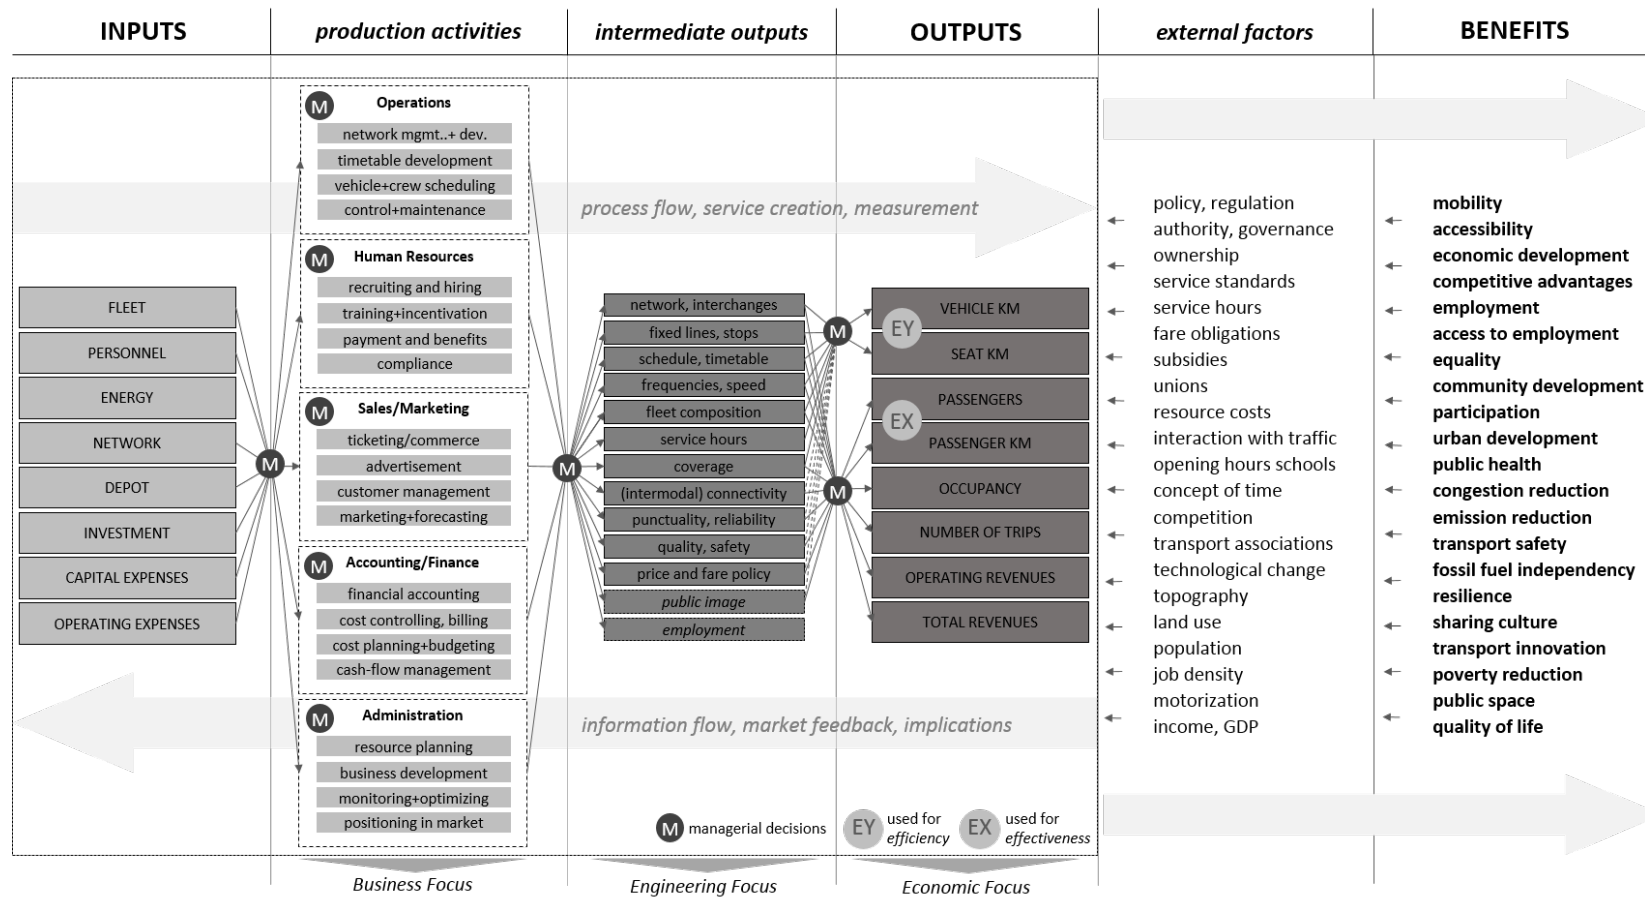 INPUTS
production activities
intermediate outputs
OUTPUTS
external factors
BENEFITS
FLEET
PERSONNEL
ENERGY
NETWORK
DEPOT
INVESTMENT
CAPITAL EXPENSES
OPERATING EXPENSES
M
M
Operations
network mgmt..+ dev.
timetable development
vehicle+crew scheduling
control+maintenance
M
Human Resources
recruiting and hiring
training+incentivation
payment and benefits
compliance
M
Sales/Marketing
ticketing/commerce
advertisement
customer management
marketing+forecasting
M
Accounting/Finance
financial accounting
cost controlling, billing
cost planning+budgeting
cash-flow management
M
Administration
resource planning
business development
monitoring+optimizing
positioning in market
M
process flow, service creation, measurement
network, interchanges
fixed lines, stops
schedule, timetable
frequencies, speed
fleet composition
service hours
coverage
(intermodal) connectivity
punctuality, reliability
quality, safety
price and fare policy
public image
employment
information flow, market feedback, implications
M
M
VEHICLE KM
EY
SEAT KM
PASSENGERS
EX
PASSENGER KM
OCCUPANCY
NUMBER OF TRIPS
OPERATING REVENUES
TOTAL REVENUES
M managerial decisions
EY used for
efficiency
EX used for
effectiveness
policy, regulation
authority, governance
ownership
service standards
service hours
fare obligations
subsidies
unions
resource costs
interaction with traffic
opening hours schools
concept of time
competition
transport associations
technological change
topography
land use
population
job density
motorization
income, GDP
mobility
accessibility
economic development
competitive advantages
employment
access to employment
equality
community development
participation
urban development
public health
congestion reduction
emission reduction
transport safety
fossil fuel independency
resilience
sharing culture
transport innovation
poverty reduction
public space
quality of life
Business Focus
Engineering Focus
Economic Focus